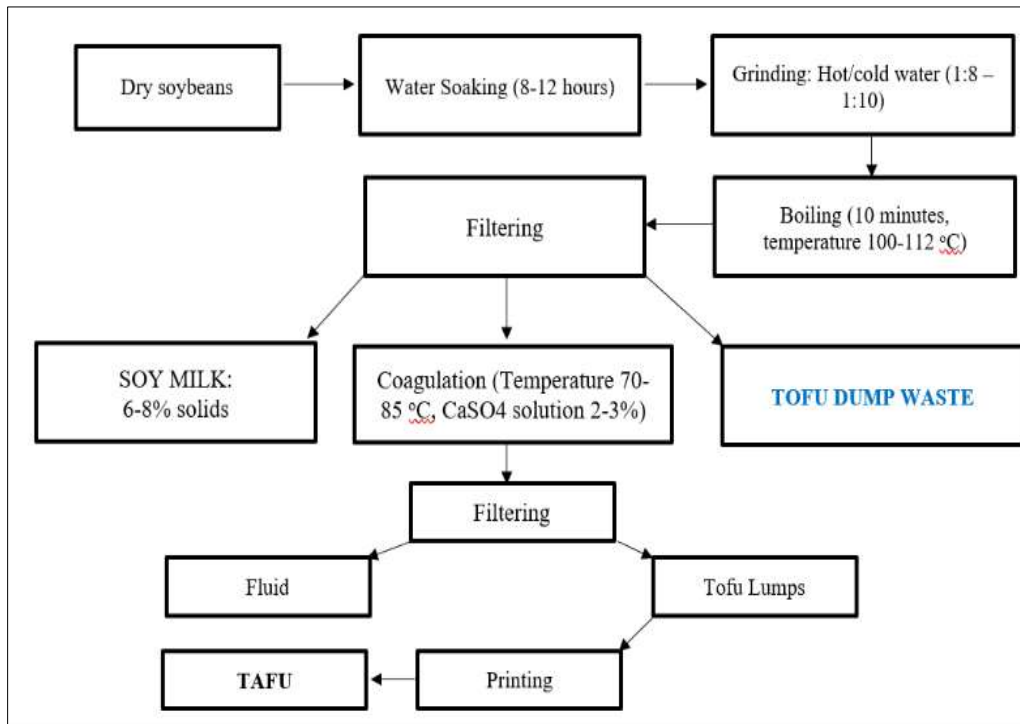 Dry soybeans
Water Soaking (8-12 hours)
Grinding: Hot/cold water (1:8 –
1:10)
Boiling (10 minutes,
temperature 100-112 °C)
Filtering
SOY MILK:
6-8% solids
Coagulation (Temperature 70-
85 °C, CaSO4 solution 2-3%)
TOFU DUMP WASTE
Filtering
Fluid
Tofu Lumps
Printing
TAFU